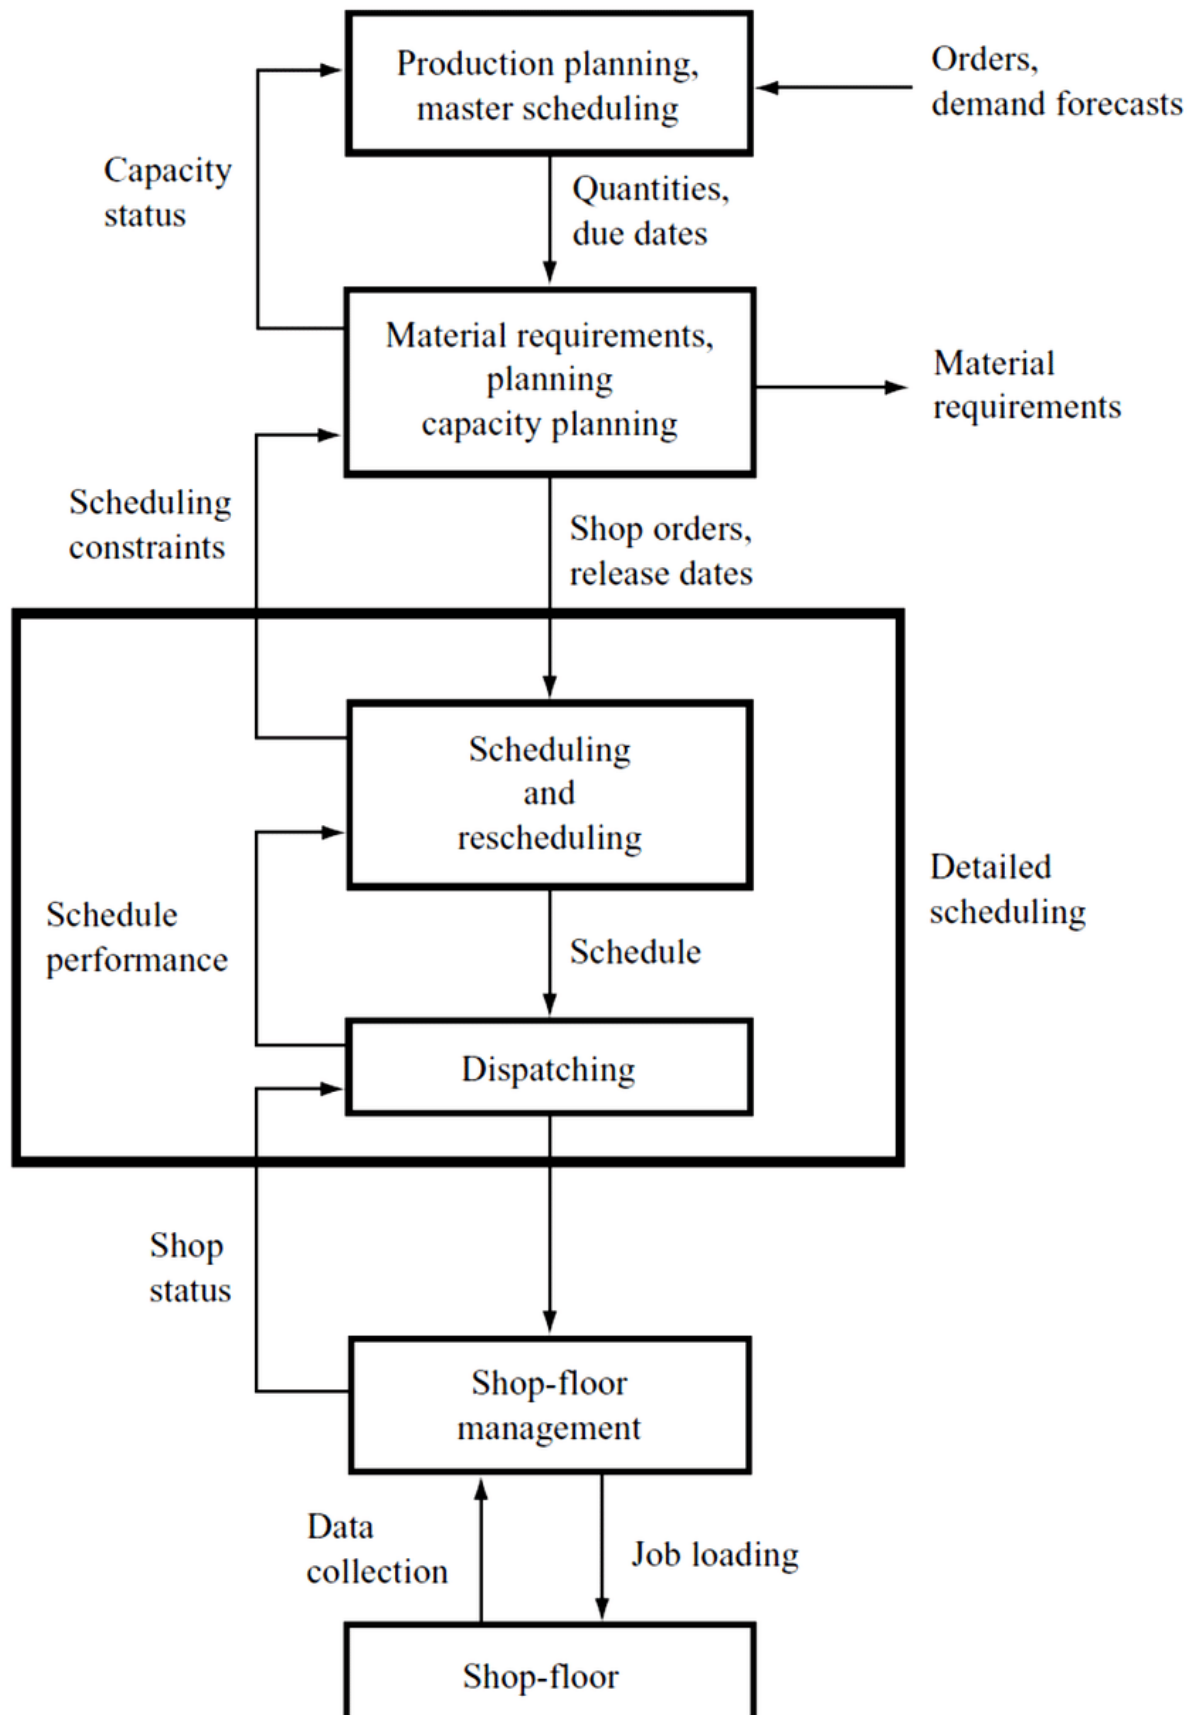 Production planning,
master scheduling
Orders,
demand forecasts
Capacity
status
Quantities,
due dates
Material requirements,
planning
capacity planning
Material
requirements
Scheduling
constraints
Shop orders,
release dates
Scheduling
and
rescheduling
Detailed
scheduling
Schedule
performance
Schedule
Dispatching
Shop
status
Shop-floor
management
Data
collection
Job loading
Shop-floor